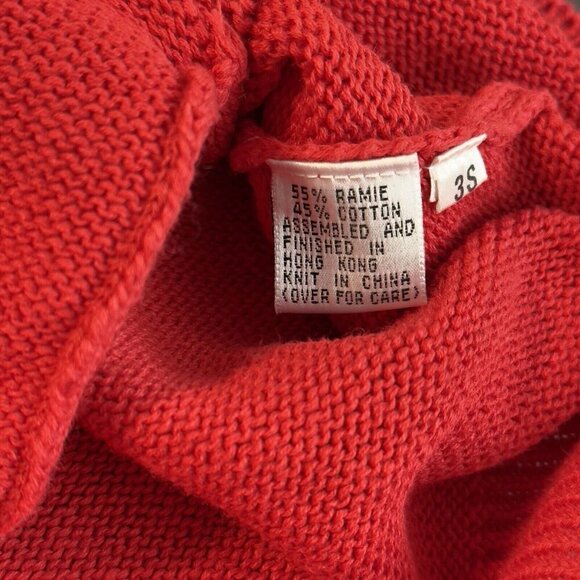 55% RAMIE
45% COTTON
ASSEMBLED AND
FINISHED IN
HONG KONG
KNIT IN CHINA
(OVER FOR CARE)
3S